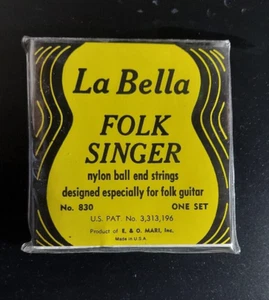 La Bella
FOLK
SINGER
nylon ball end strings
designed especially for folk guitar
No. 830 ONE SET
U.S. PAT. No. 3,313,196
Product of E. & O. MARI, Inc.
Made in U.S.A